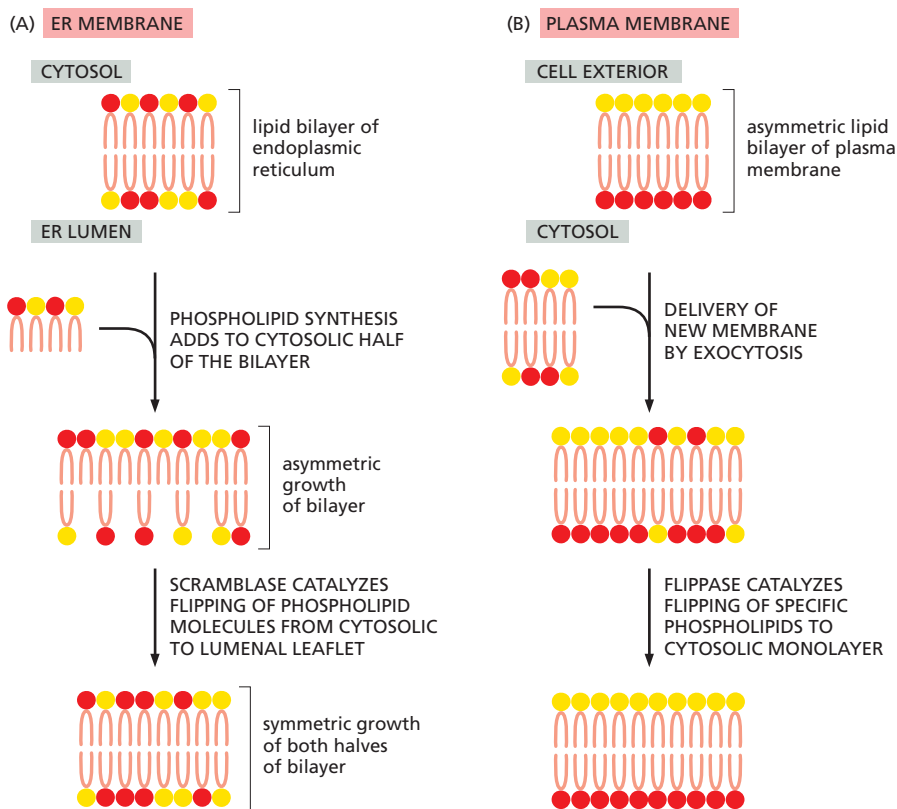 (A) ER MEMBRANE
CYTOSOL
lipid bilayer of
endoplasmic
reticulum
ER LUMEN
PHOSPHOLIPID SYNTHESIS
ADDS TO CYTOSOLIC HALF
OF THE BILAYER
asymmetric
growth
of bilayer
SCRAMBLASE CATALYZES
FLIPPING OF PHOSPHOLIPID
MOLECULES FROM CYTOSOLIC
TO LUMENAL LEAFLET
symmetric growth
of both halves
of bilayer
(B) PLASMA MEMBRANE
CELL EXTERIOR
asymmetric lipid
bilayer of plasma
membrane
CYTOSOL
DELIVERY OF
NEW MEMBRANE
BY EXOCYTOSIS
FLIPPASE CATALYZES
FLIPPING OF SPECIFIC
PHOSPHOLIPIDS TO
CYTOSOLIC MONOLAYER